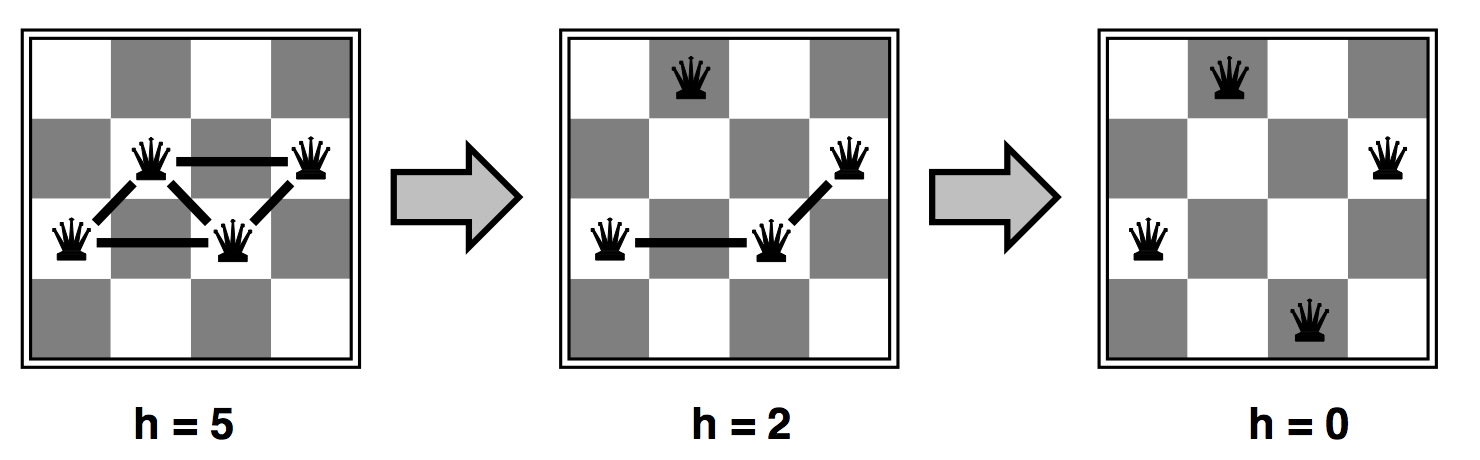 h = 5
h = 2
h = 0